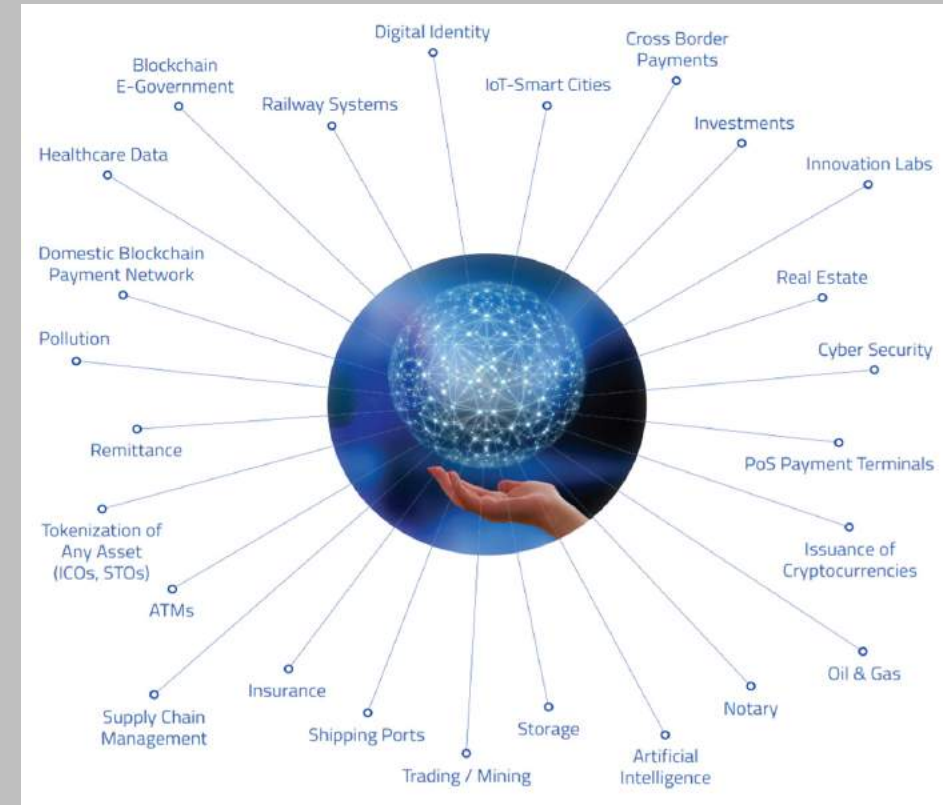 Digital Identity
Cross Border
Payments
Blockchain
E-Government
IoT-Smart Cities
Railway Systems
Investments
Healthcare Data
Innovation Labs
Domestic Blockchain
Payment Network
Real Estate
Pollution
Cyber Security
Remittance
PoS Payment Terminals
Tokenization of
Any Asset
(ICOs, STOs)
Issuance of
Cryptocurrencies
ATMs
Oil & Gas
Insurance
Notary
Supply Chain
Management
Shipping Ports
Storage
Artificial
Intelligence
Trading / Mining